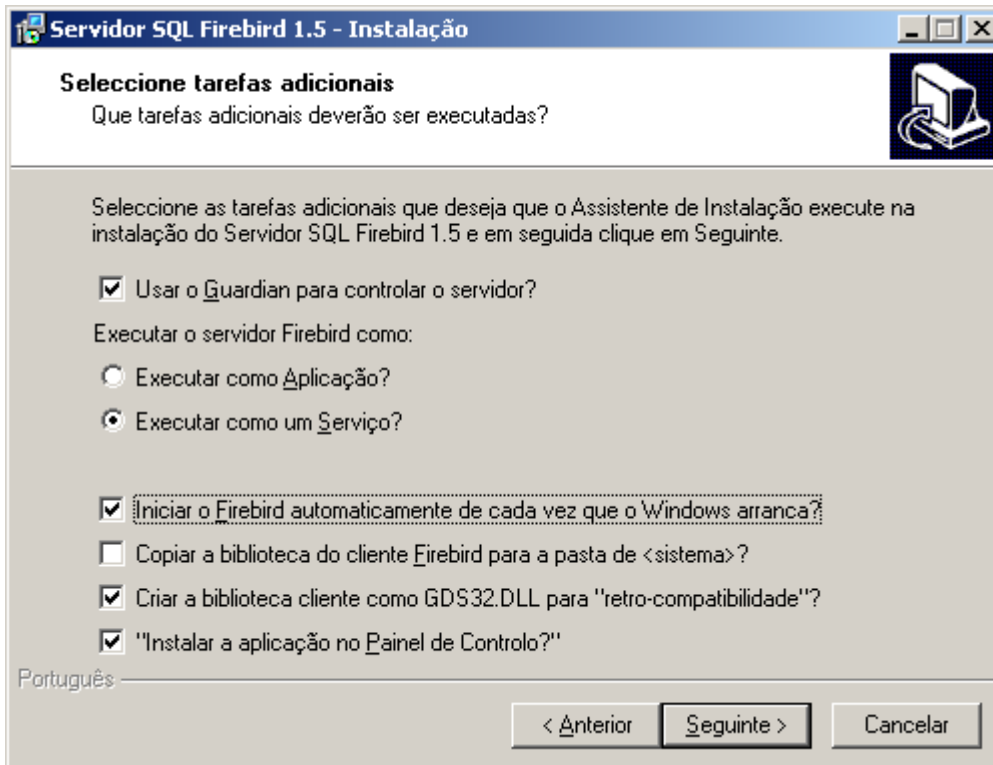 Servidor SQL Firebird 1.5 - Instalação
Seleccione tarefas adicionais
Que tarefas adicionais deverão ser executadas?
Seleccione as tarefas adicionais que deseja que o Assistente de Instalação execute na
instalação do Servidor SQL Firebird 1.5 e em seguida clique em Seguinte.
Usar o Guardian para controlar o servidor?
Executar o servidor Firebird como:
Executar como Aplicação?
Executar como um Serviço?
Iniciar o Firebird automaticamente de cada vez que o Windows arranca?
Copiar a biblioteca do cliente Firebird para a pasta de <sistema>?
Criar a biblioteca cliente como GDS32.DLL para "retro-compatibilidade"?
"Instalar a aplicação no Painel de Controlo?"
Português
< Anterior
Seguinte >
Cancelar